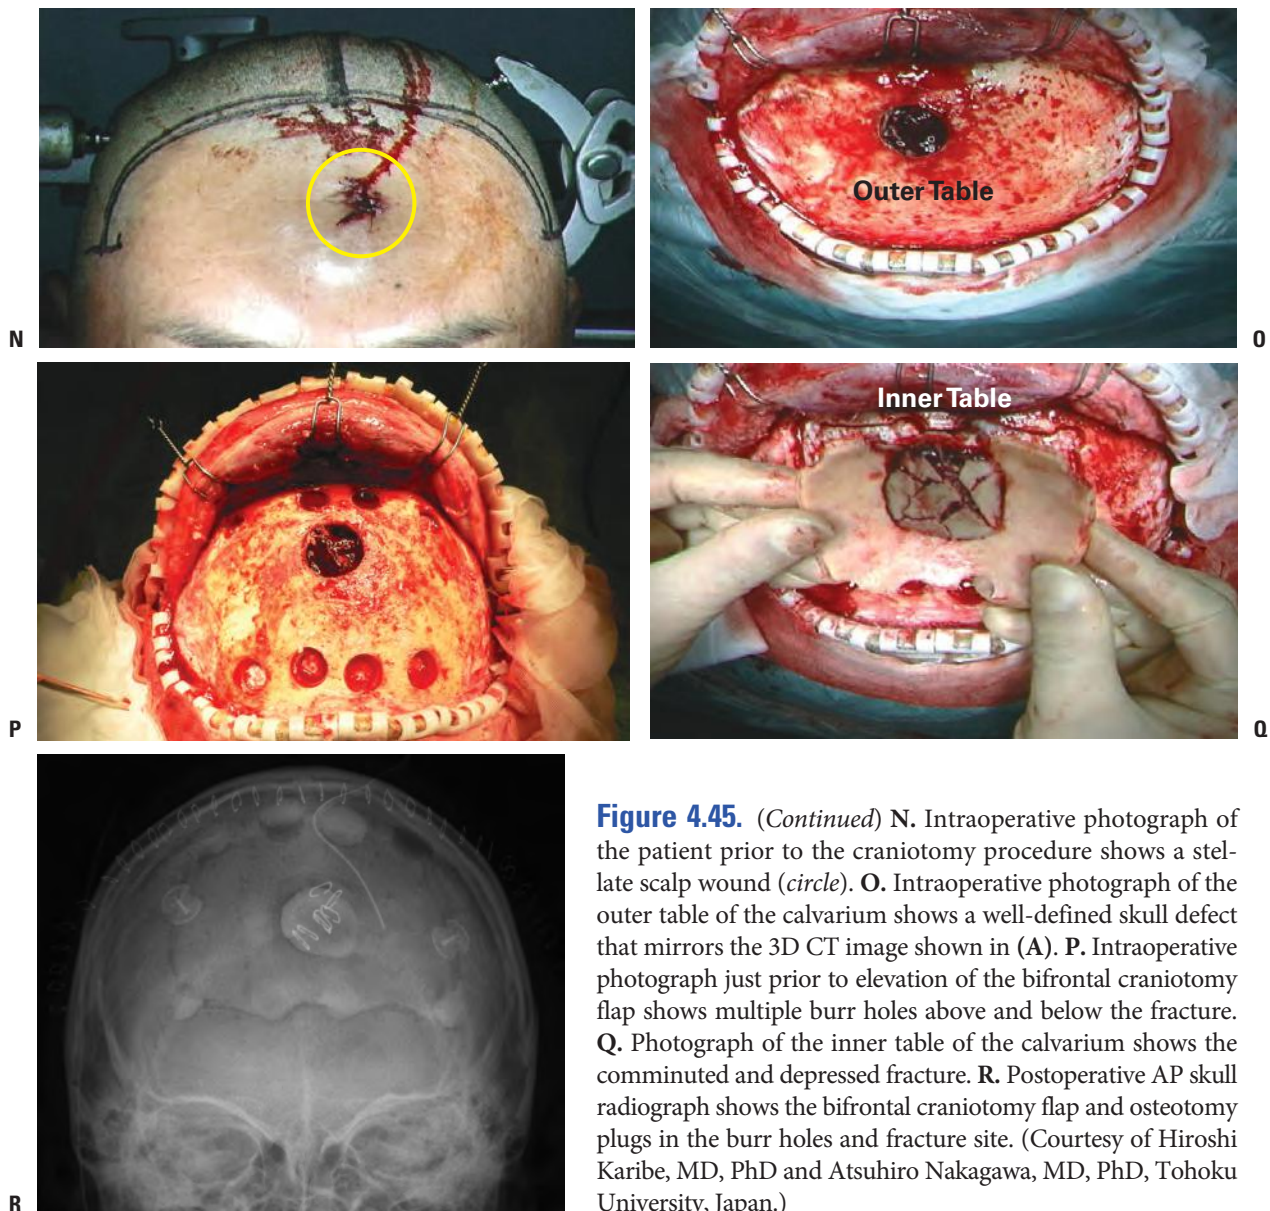 N
O
Outer Table
P
Inner Table
Q
R
Figure 4.45. (Continued) N. Intraoperative photograph of
the patient prior to the craniotomy procedure shows a stel-
late scalp wound (circle). O. Intraoperative photograph of the
outer table of the calvarium shows a well-defined skull defect
that mirrors the 3D CT image shown in (A). P. Intraoperative
photograph just prior to elevation of the bifrontal craniotomy
flap shows multiple burr holes above and below the fracture.
Q. Photograph of the inner table of the calvarium shows the
comminuted and depressed fracture. R. Postoperative AP skull
radiograph shows the bifrontal craniotomy flap and osteotomy
plugs in the burr holes and fracture site. (Courtesy of Hiroshi
Karibe, MD, PhD and Atsuhiro Nakagawa, MD, PhD, Tohoku
University, Japan.)